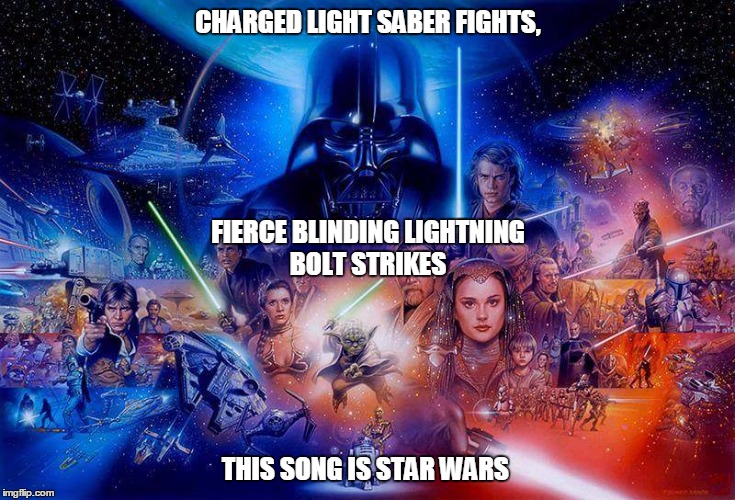 CHARGED LIGHT SABER FIGHTS,
FIERCE BLINDING LIGHTNING
BOLT STRIKES
THIS SONG IS STAR WARS
imgflip.com